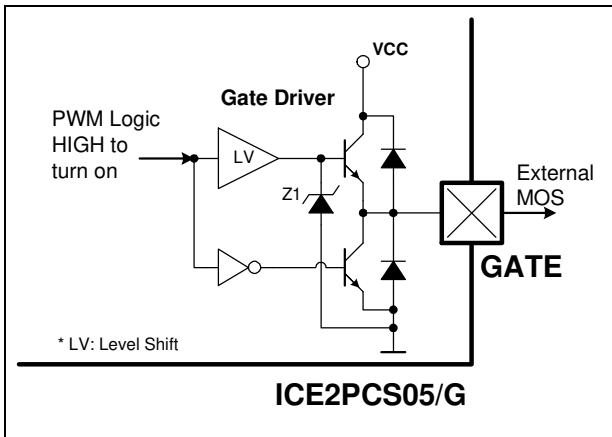 VCC
Gate Driver
PWM Logic
HIGH to
turn on
LV
Z1
External
MOS
GATE
* LV: Level Shift
ICE2PCS05/G